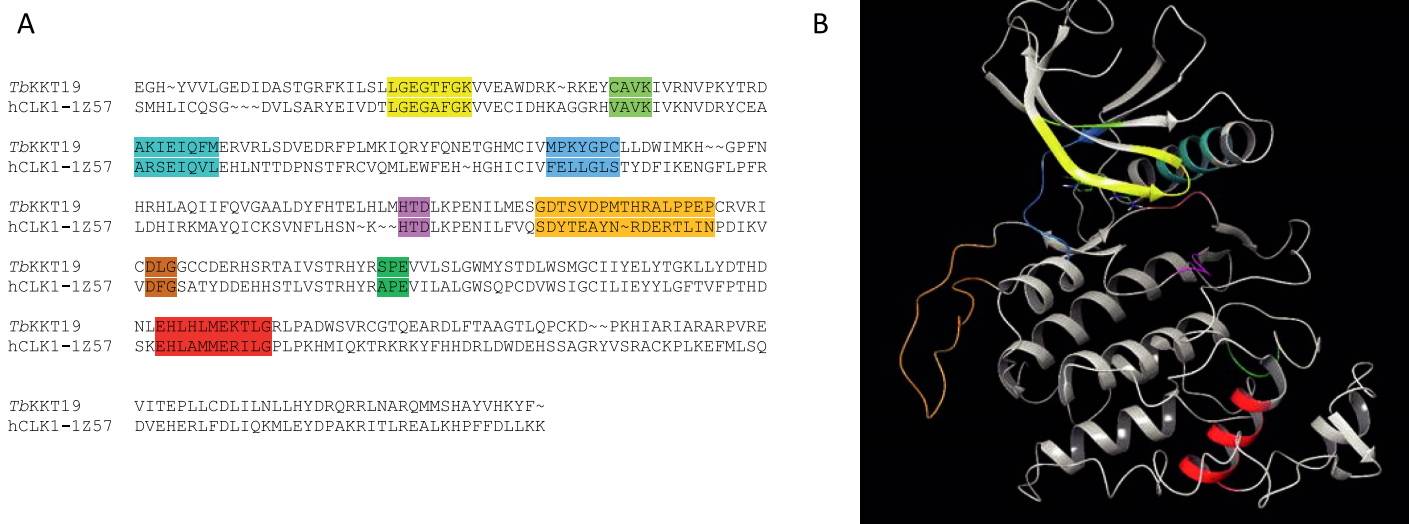 A
B
TbKKT19 EGH~YVVLGEDIDASTGRFKILSLLGEGTFGKVVEAWDRK~RKEYCAVKIVRNVPKYTRD
hCLK1-1Z57 SMHLICQSG~~~DVLSARYEIVDTLGEGAFGKVVECIDHKAGGRHVAVKIVKNVDRYCEA
TbKKT19 AKIEIQFMERVRLSDVEDRFPLMKIQRYFQNETGHMCIVMPKYGPCLLDWIMKH~~GPFN
hCLK1-1Z57 ARSEIQVLEHLNTTDPNSTFRCVQMLEWFEH~HGHICIVFELLGLSTYDFIKENGFLPFR
TbKKT19 HRHLAQIIFQVGAALDYFHTELHLMHTDLKPENILMESGDTSVDPMTHRALPPEPCRVRI
hCLK1-1Z57 LDHIRKMAYQICKSVNFLHSN~K~~HTDLKPENILFVQSDYTEAYN~RDERTLINPDIKV
TbKKT19 CDLGGCCDERHSRTAIVSTRHYRSPEVVLSLGWMYSTDLWSMGCIIYELYTGKLLYDTHD
hCLK1-1Z57 VDFGSATYDDEHHSTLVSTRHYRAPEVILALGWSQPCDVWSIGCILIEYYLGFTVFPTHD
TbKKT19 NLEHLHLMEKTLGRLPADWSVRCGTQEARDLFTAAGTLQPCKD~~PKHIARIARARPVRE
hCLK1-1Z57 SKEHLAMMERILGPLPKHMIQKTRKRKYFHHDRLDWDEHSSAGRYVSRACKPLKEFMLSQ
TbKKT19 VITEPLLCDLILNLLHYDRQRRLNARQMMSHAYVHKYF~
hCLK1-1Z57 DVEHERLFDLIQKMLEYDPAKRITLREALKHPFFDLLKK